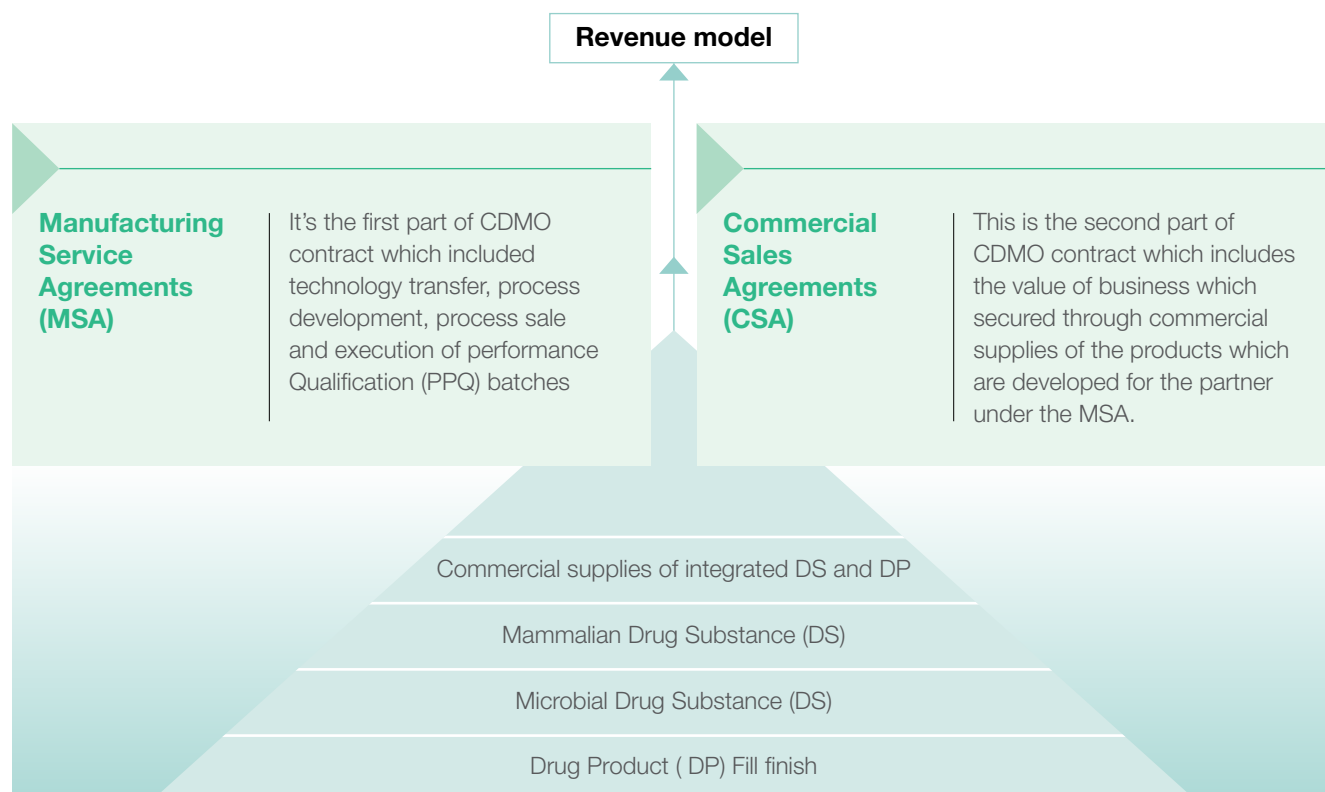 Revenue model
Manufacturing
Service
Agreements
(MSA)
It’s the first part of CDMO
contract which included
technology transfer, process
development, process sale
and execution of performance
Qualification (PPQ) batches
Commercial
Sales
Agreements
(CSA)
This is the second part of
CDMO contract which includes
the value of business which
secured through commercial
supplies of the products which
are developed for the partner
under the MSA.
Commercial supplies of integrated DS and DP
Mammalian Drug Substance (DS)
Microbial Drug Substance (DS)
Drug Product ( DP) Fill finish